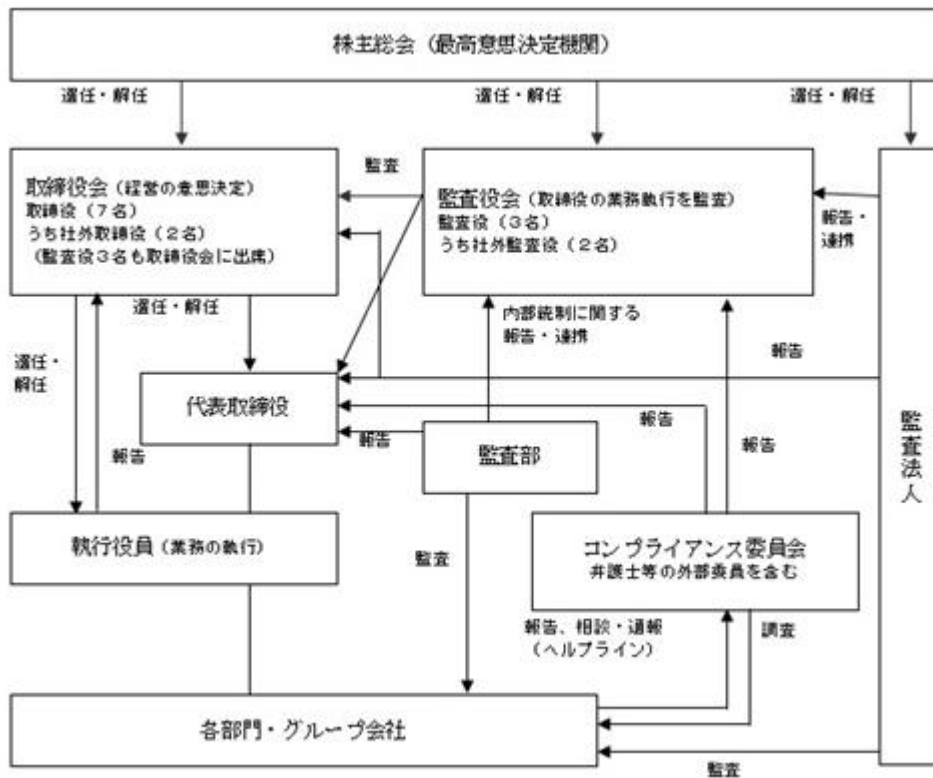 株主総会（最高意思決定機関）
選任・解任
選任・解任
選任・解任
取締役会（経営の意思決定）
取締役（７名）
うち社外取締役（２名）
（監査役３名も取締役会に出席）
監査
監査役会（取締役の業務執行を監査）
監査役（３名）
うち社外監査役（２名）
報告・
連携
監査法人
選任・解任
内部統制に関する
報告・連携
選任・
解任
報告
代表取締役
報告
報告
報告
報告
監査部
執行役員（業務の執行）
監査
コンプライアンス委員会
弁護士等の外部委員を含む
報告、相談・通報
（ヘルプライン）
調査
各部門・グループ会社
監査